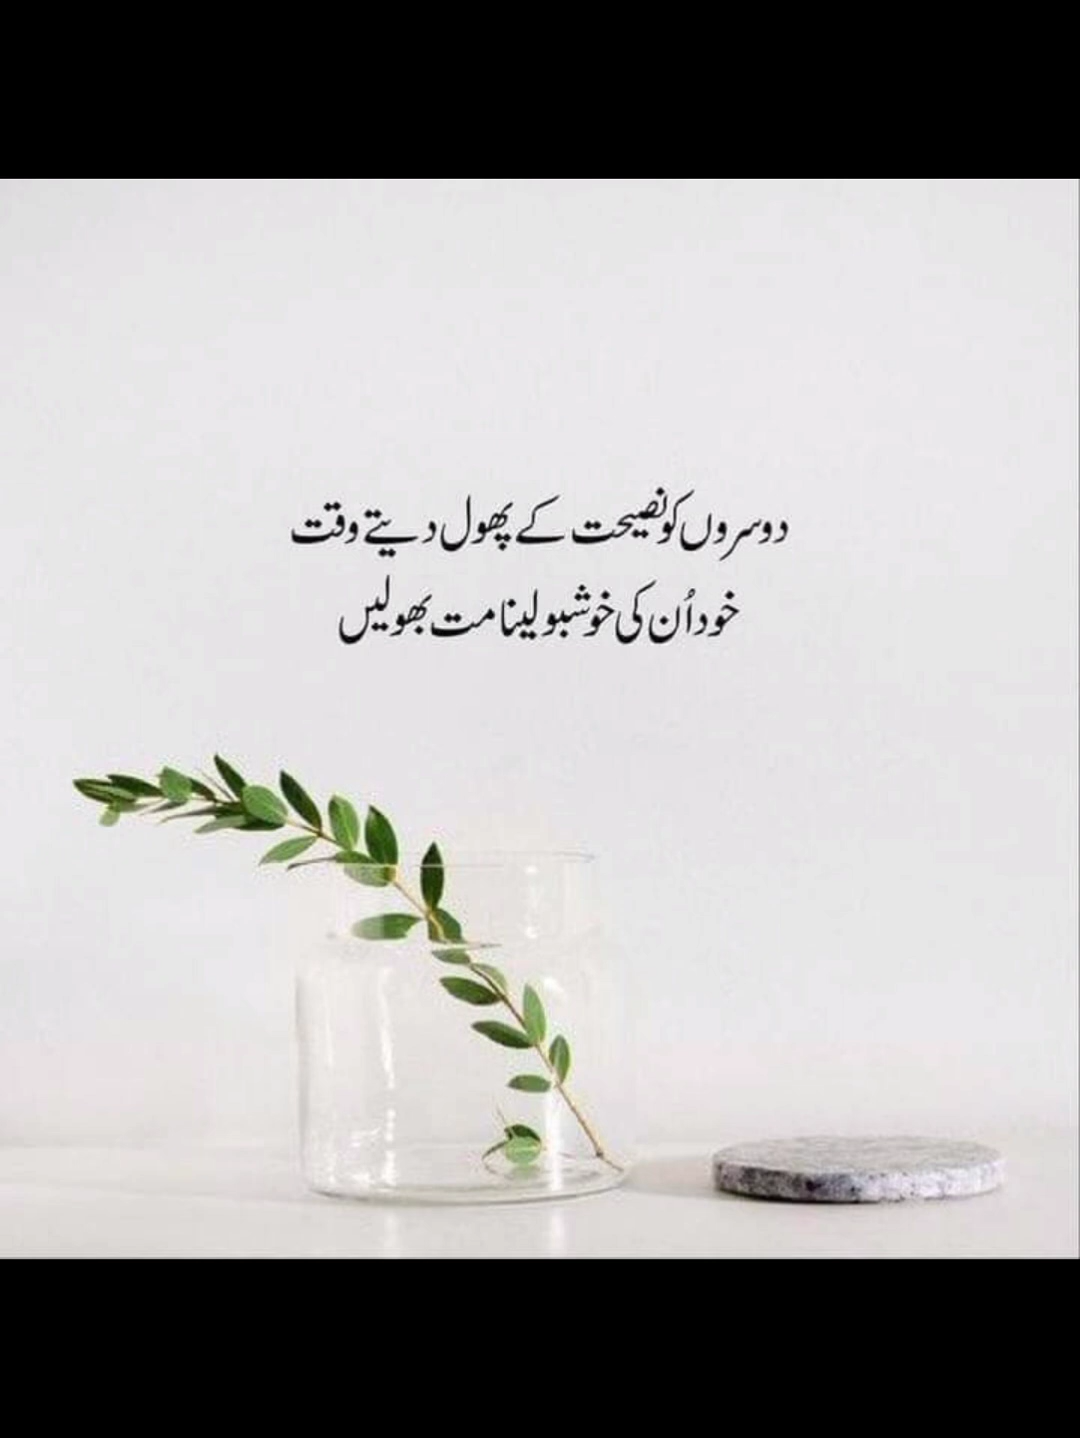 دوسروں کو نصیحت کے پھول دیتے وقت
خود اُن کی خوشبو لینا مت بھولیں